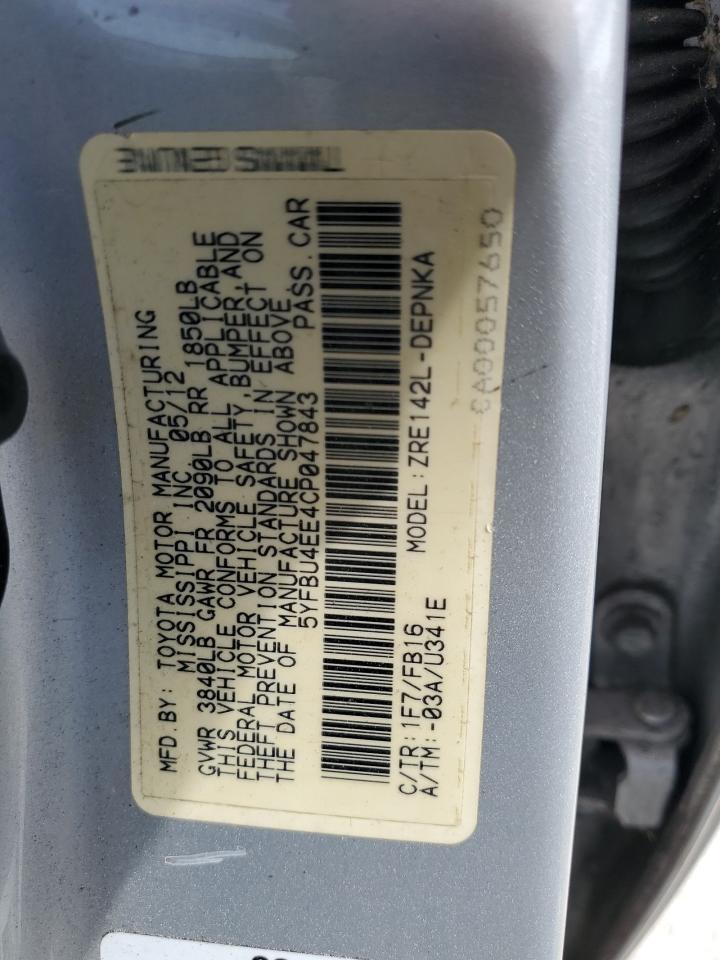 MFD.BY: TOYOTA MOTOR MANUFACTURING
MISSISSIPPI INC 05/12
GVWR 3840LB GAWR FR 2090LB RR 1850LB
THIS VEHICLE CONFORMS TO ALL APPLICABLE
FEDERAL MOTOR VEHICLE SAFETY, BUMPER, AND
THEFT PREVENTION STANDARDS IN EFFECT ON
THE DATE OF MANUFACTURE SHOWN ABOVE
5YFBU4EE4CP047843 PASS. CAR
C/TR: 1F7/FB16 MODEL: ZRE142L-DEPNKA
A/TM: -03A/U341E
CA00057650